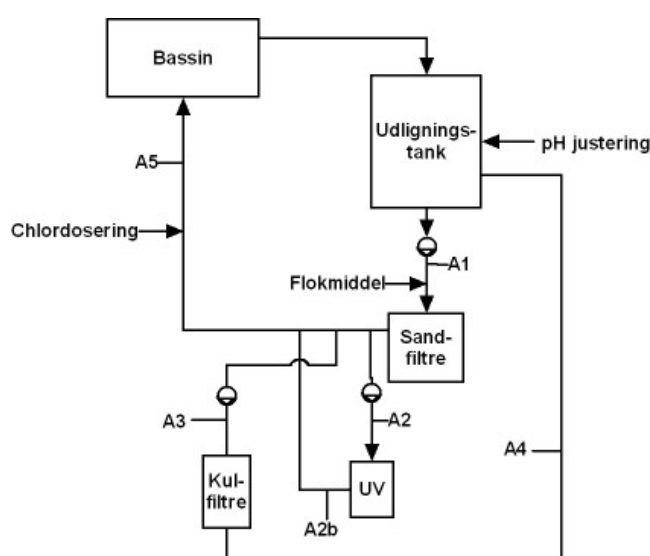 Bassin
Udlignings-
tank
pH justering
A5
Chlordosering
A1
Flokmiddel
Sand-
filtre
A3
A2
A4
Kul-
filtre
UV
A2b